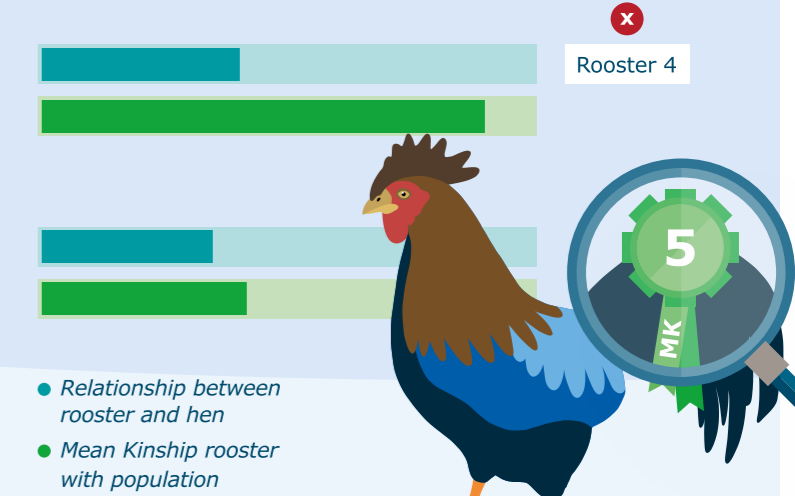 x
Rooster 4
5
MK
Relationship between
rooster and hen
Mean Kinship rooster
with population